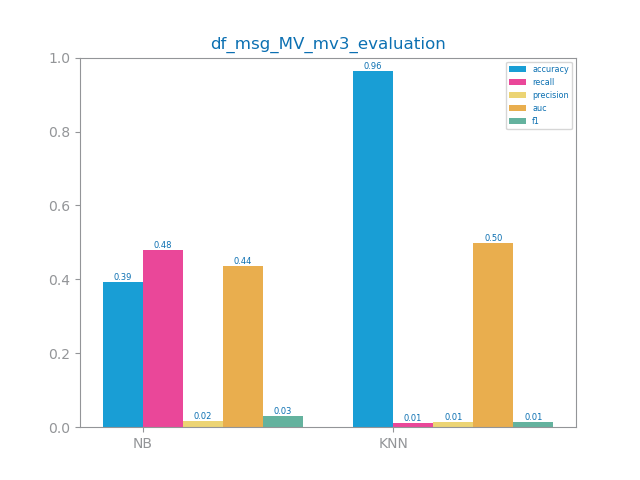 df_msg_MV_mv3_evaluation
1.0
0.8
0.6
0.4
0.2
0.0
0.39
0.48
0.02
0.44
0.03
0.96
0.01
0.01
0.50
0.01
accuracy
recall
precision
auc
f1
NB
KNN